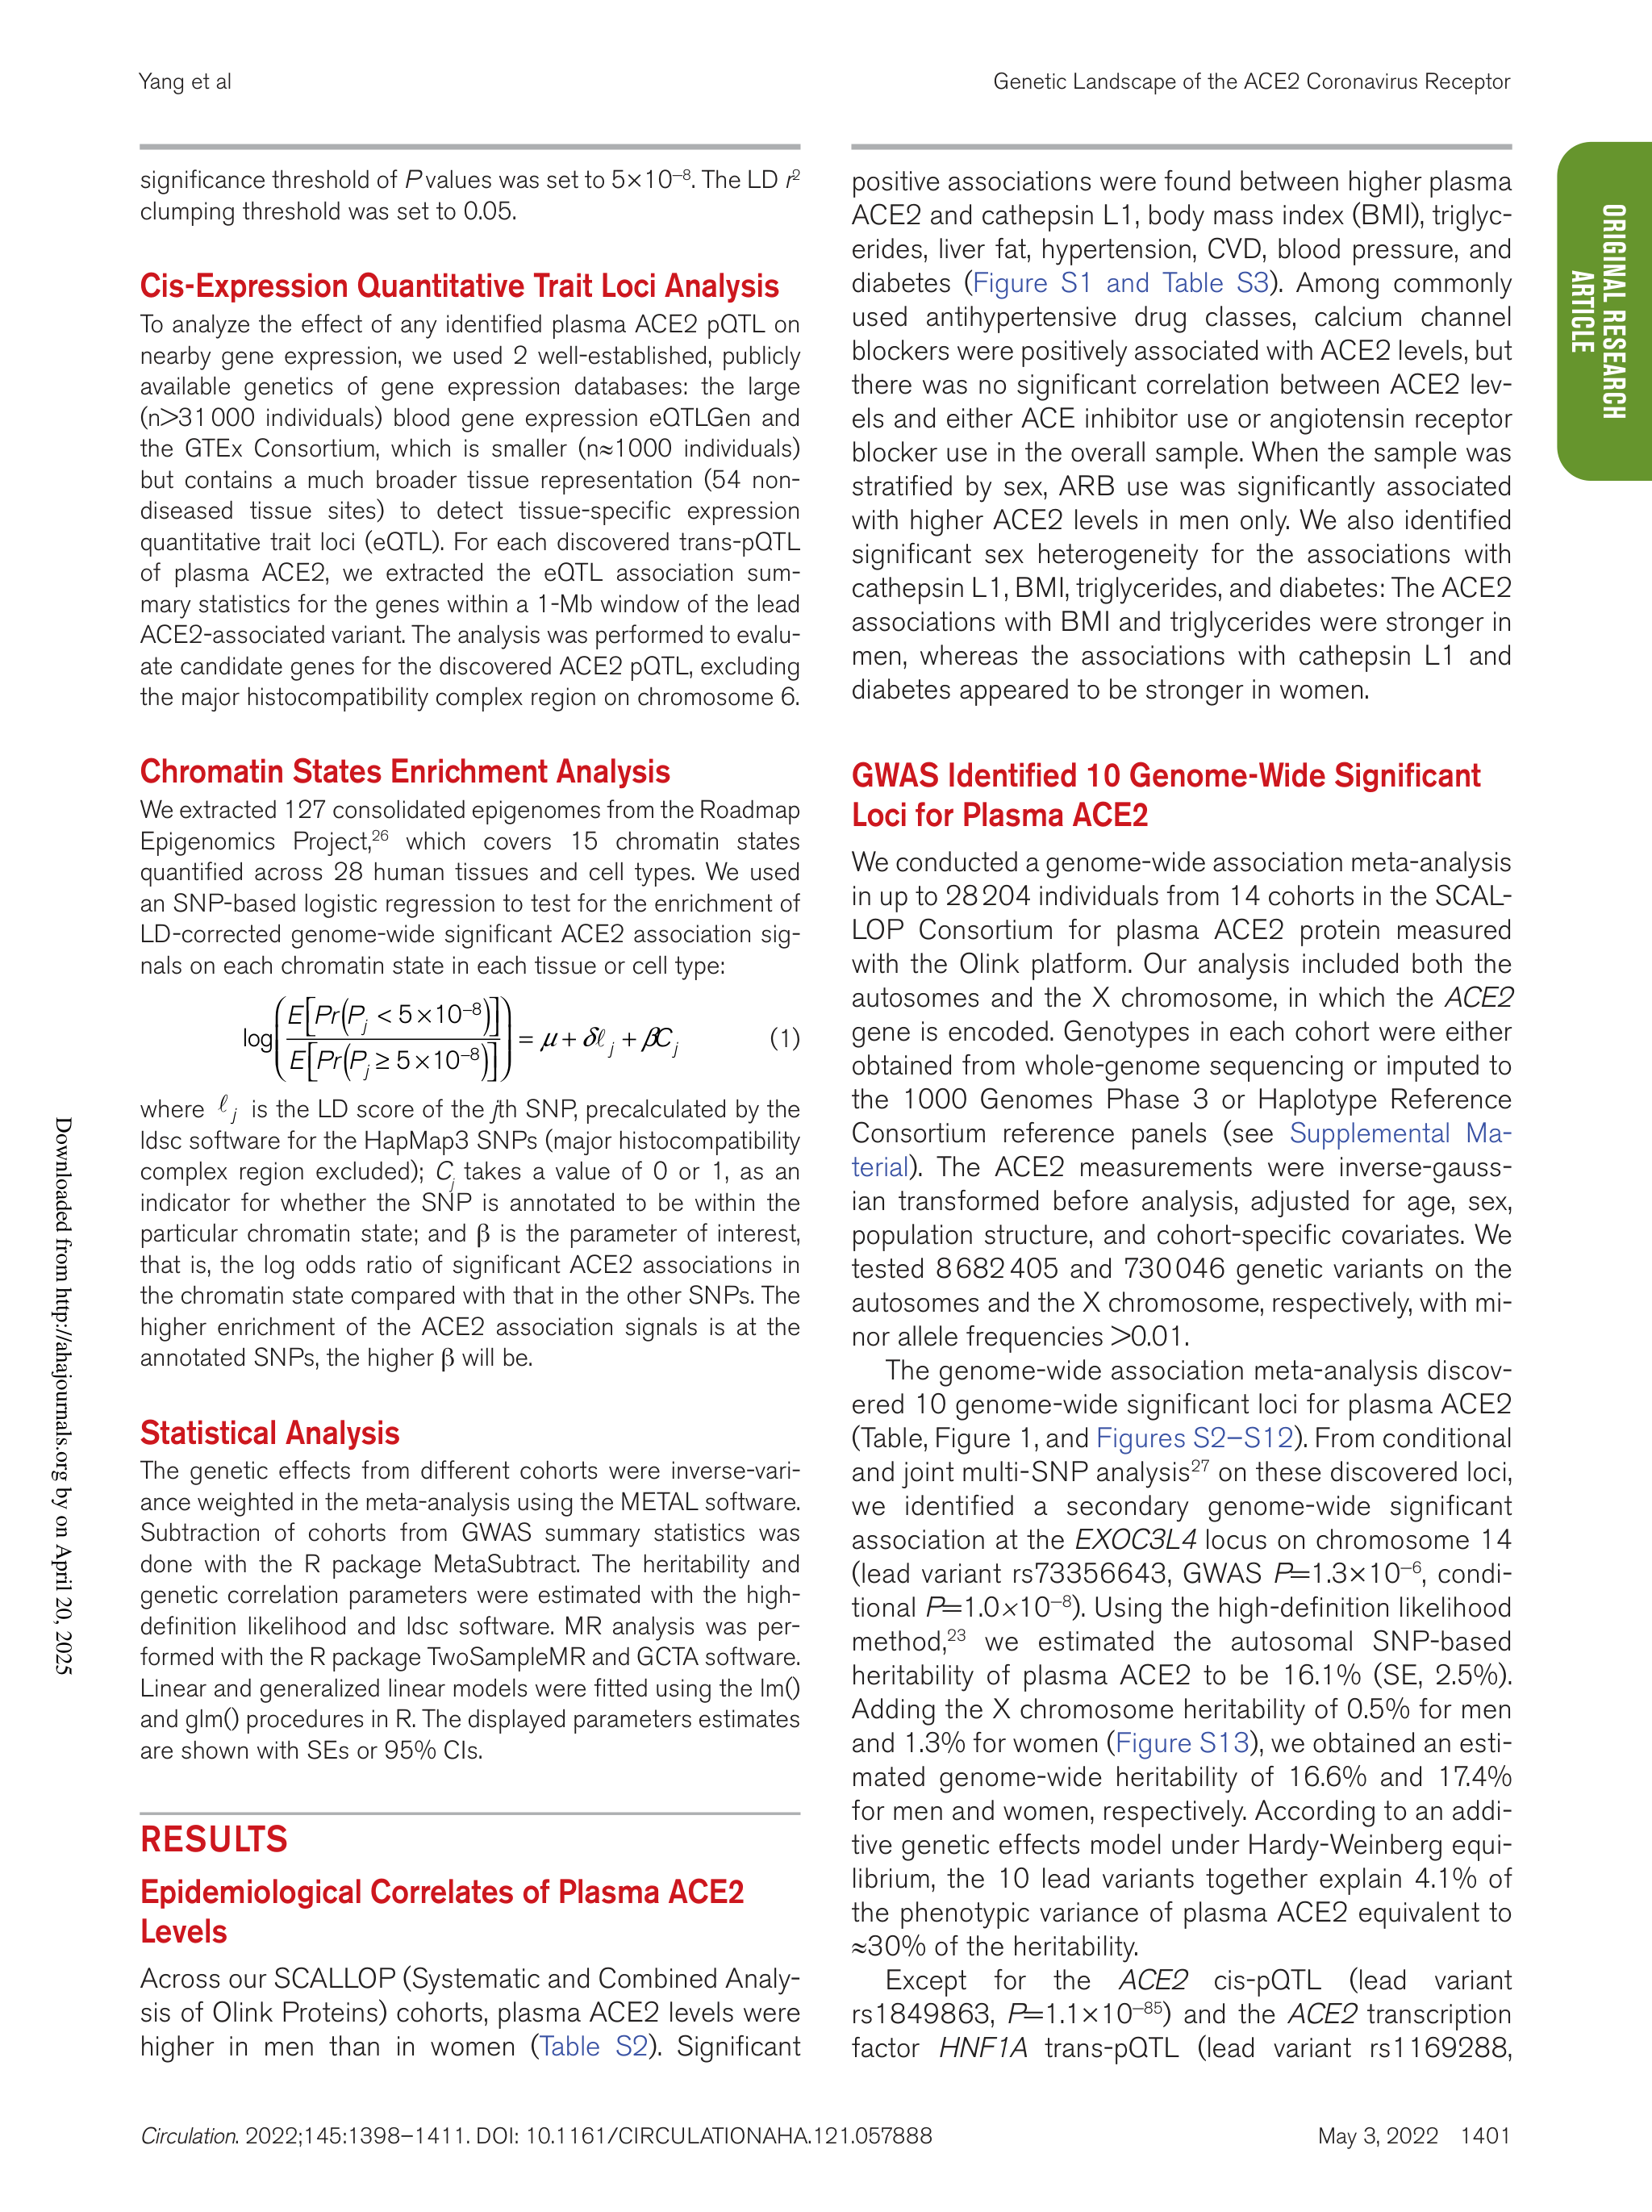 Yang et al
Genetic Landscape of the ACE2 Coronavirus Receptor
significance threshold of P values was set to 5×10–8. The LD r2
clumping threshold was set to 0.05.
Cis-Expression Quantitative Trait Loci Analysis
To analyze the effect of any identified plasma ACE2 pQTL on
nearby gene expression, we used 2 well-established, publicly
available genetics of gene expression databases: the large
(n>31 000 individuals) blood gene expression eQTLGen and
the GTEx Consortium, which is smaller (n≈1000 individuals)
but contains a much broader tissue representation (54 non-
diseased tissue sites) to detect tissue-specific expression
quantitative trait loci (eQTL). For each discovered trans-pQTL
of plasma ACE2, we extracted the eQTL association sum-
mary statistics for the genes within a 1-Mb window of the lead
ACE2-associated variant. The analysis was performed to evalu-
ate candidate genes for the discovered ACE2 pQTL, excluding
the major histocompatibility complex region on chromosome 6.
Chromatin States Enrichment Analysis
We extracted 127 consolidated epigenomes from the Roadmap
Epigenomics Project,26 which covers 15 chromatin states
quantified across 28 human tissues and cell types. We used
an SNP-based logistic regression to test for the enrichment of
LD-corrected genome-wide significant ACE2 association sig-
nals on each chromatin state in each tissue or cell type:
log(E[Pr(Pj < 5×10–8)] / E[Pr(Pj ≥ 5×10–8)]) = μ + δℓj + βCj (1)
where ℓj is the LD score of the jth SNP, precalculated by the
ldsc software for the HapMap3 SNPs (major histocompatibility
complex region excluded); Cj takes a value of 0 or 1, as an
indicator for whether the SNP is annotated to be within the
particular chromatin state; and β is the parameter of interest,
that is, the log odds ratio of significant ACE2 associations in
the chromatin state compared with that in the other SNPs. The
higher enrichment of the ACE2 association signals is at the
annotated SNPs, the higher β will be.
Statistical Analysis
The genetic effects from different cohorts were inverse-vari-
ance weighted in the meta-analysis using the METAL software.
Subtraction of cohorts from GWAS summary statistics was
done with the R package MetaSubtract. The heritability and
genetic correlation parameters were estimated with the high-
definition likelihood and ldsc software. MR analysis was per-
formed with the R package TwoSampleMR and GCTA software.
Linear and generalized linear models were fitted using the lm()
and glm() procedures in R. The displayed parameters estimates
are shown with SEs or 95% CIs.
RESULTS
Epidemiological Correlates of Plasma ACE2
Levels
Across our SCALLOP (Systematic and Combined Analy-
sis of Olink Proteins) cohorts, plasma ACE2 levels were
higher in men than in women (Table S2). Significant
positive associations were found between higher plasma
ACE2 and cathepsin L1, body mass index (BMI), triglyc-
erides, liver fat, hypertension, CVD, blood pressure, and
diabetes (Figure S1 and Table S3). Among commonly
used antihypertensive drug classes, calcium channel
blockers were positively associated with ACE2 levels, but
there was no significant correlation between ACE2 lev-
els and either ACE inhibitor use or angiotensin receptor
blocker use in the overall sample. When the sample was
stratified by sex, ARB use was significantly associated
with higher ACE2 levels in men only. We also identified
significant sex heterogeneity for the associations with
cathepsin L1, BMI, triglycerides, and diabetes: The ACE2
associations with BMI and triglycerides were stronger in
men, whereas the associations with cathepsin L1 and
diabetes appeared to be stronger in women.
GWAS Identified 10 Genome-Wide Significant
Loci for Plasma ACE2
We conducted a genome-wide association meta-analysis
in up to 28 204 individuals from 14 cohorts in the SCAL-
LOP Consortium for plasma ACE2 protein measured
with the Olink platform. Our analysis included both the
autosomes and the X chromosome, in which the ACE2
gene is encoded. Genotypes in each cohort were either
obtained from whole-genome sequencing or imputed to
the 1000 Genomes Phase 3 or Haplotype Reference
Consortium reference panels (see Supplemental Ma-
terial). The ACE2 measurements were inverse-gauss-
ian transformed before analysis, adjusted for age, sex,
population structure, and cohort-specific covariates. We
tested 8 682 405 and 730 046 genetic variants on the
autosomes and the X chromosome, respectively, with mi-
nor allele frequencies >0.01.
The genome-wide association meta-analysis discov-
ered 10 genome-wide significant loci for plasma ACE2
(Table, Figure 1, and Figures S2–S12). From conditional
and joint multi-SNP analysis27 on these discovered loci,
we identified a secondary genome-wide significant
association at the EXOC3L4 locus on chromosome 14
(lead variant rs73356643, GWAS P=1.3×10–6, condi-
tional P=1.0×10–8). Using the high-definition likelihood
method,23 we estimated the autosomal SNP-based
heritability of plasma ACE2 to be 16.1% (SE, 2.5%).
Adding the X chromosome heritability of 0.5% for men
and 1.3% for women (Figure S13), we obtained an esti-
mated genome-wide heritability of 16.6% and 17.4%
for men and women, respectively. According to an addi-
tive genetic effects model under Hardy-Weinberg equi-
librium, the 10 lead variants together explain 4.1% of
the phenotypic variance of plasma ACE2 equivalent to
≈30% of the heritability.
Except for the ACE2 cis-pQTL (lead variant
rs1849863, P=1.1×10–85) and the ACE2 transcription
factor HNF1A trans-pQTL (lead variant rs1169288,
ORIGINAL RESEARCH
ARTICLE
Downloaded from http://ahajournals.org by on April 20, 2025
Circulation. 2022;145:1398–1411. DOI: 10.1161/CIRCULATIONAHA.121.057888
May 3, 2022 1401